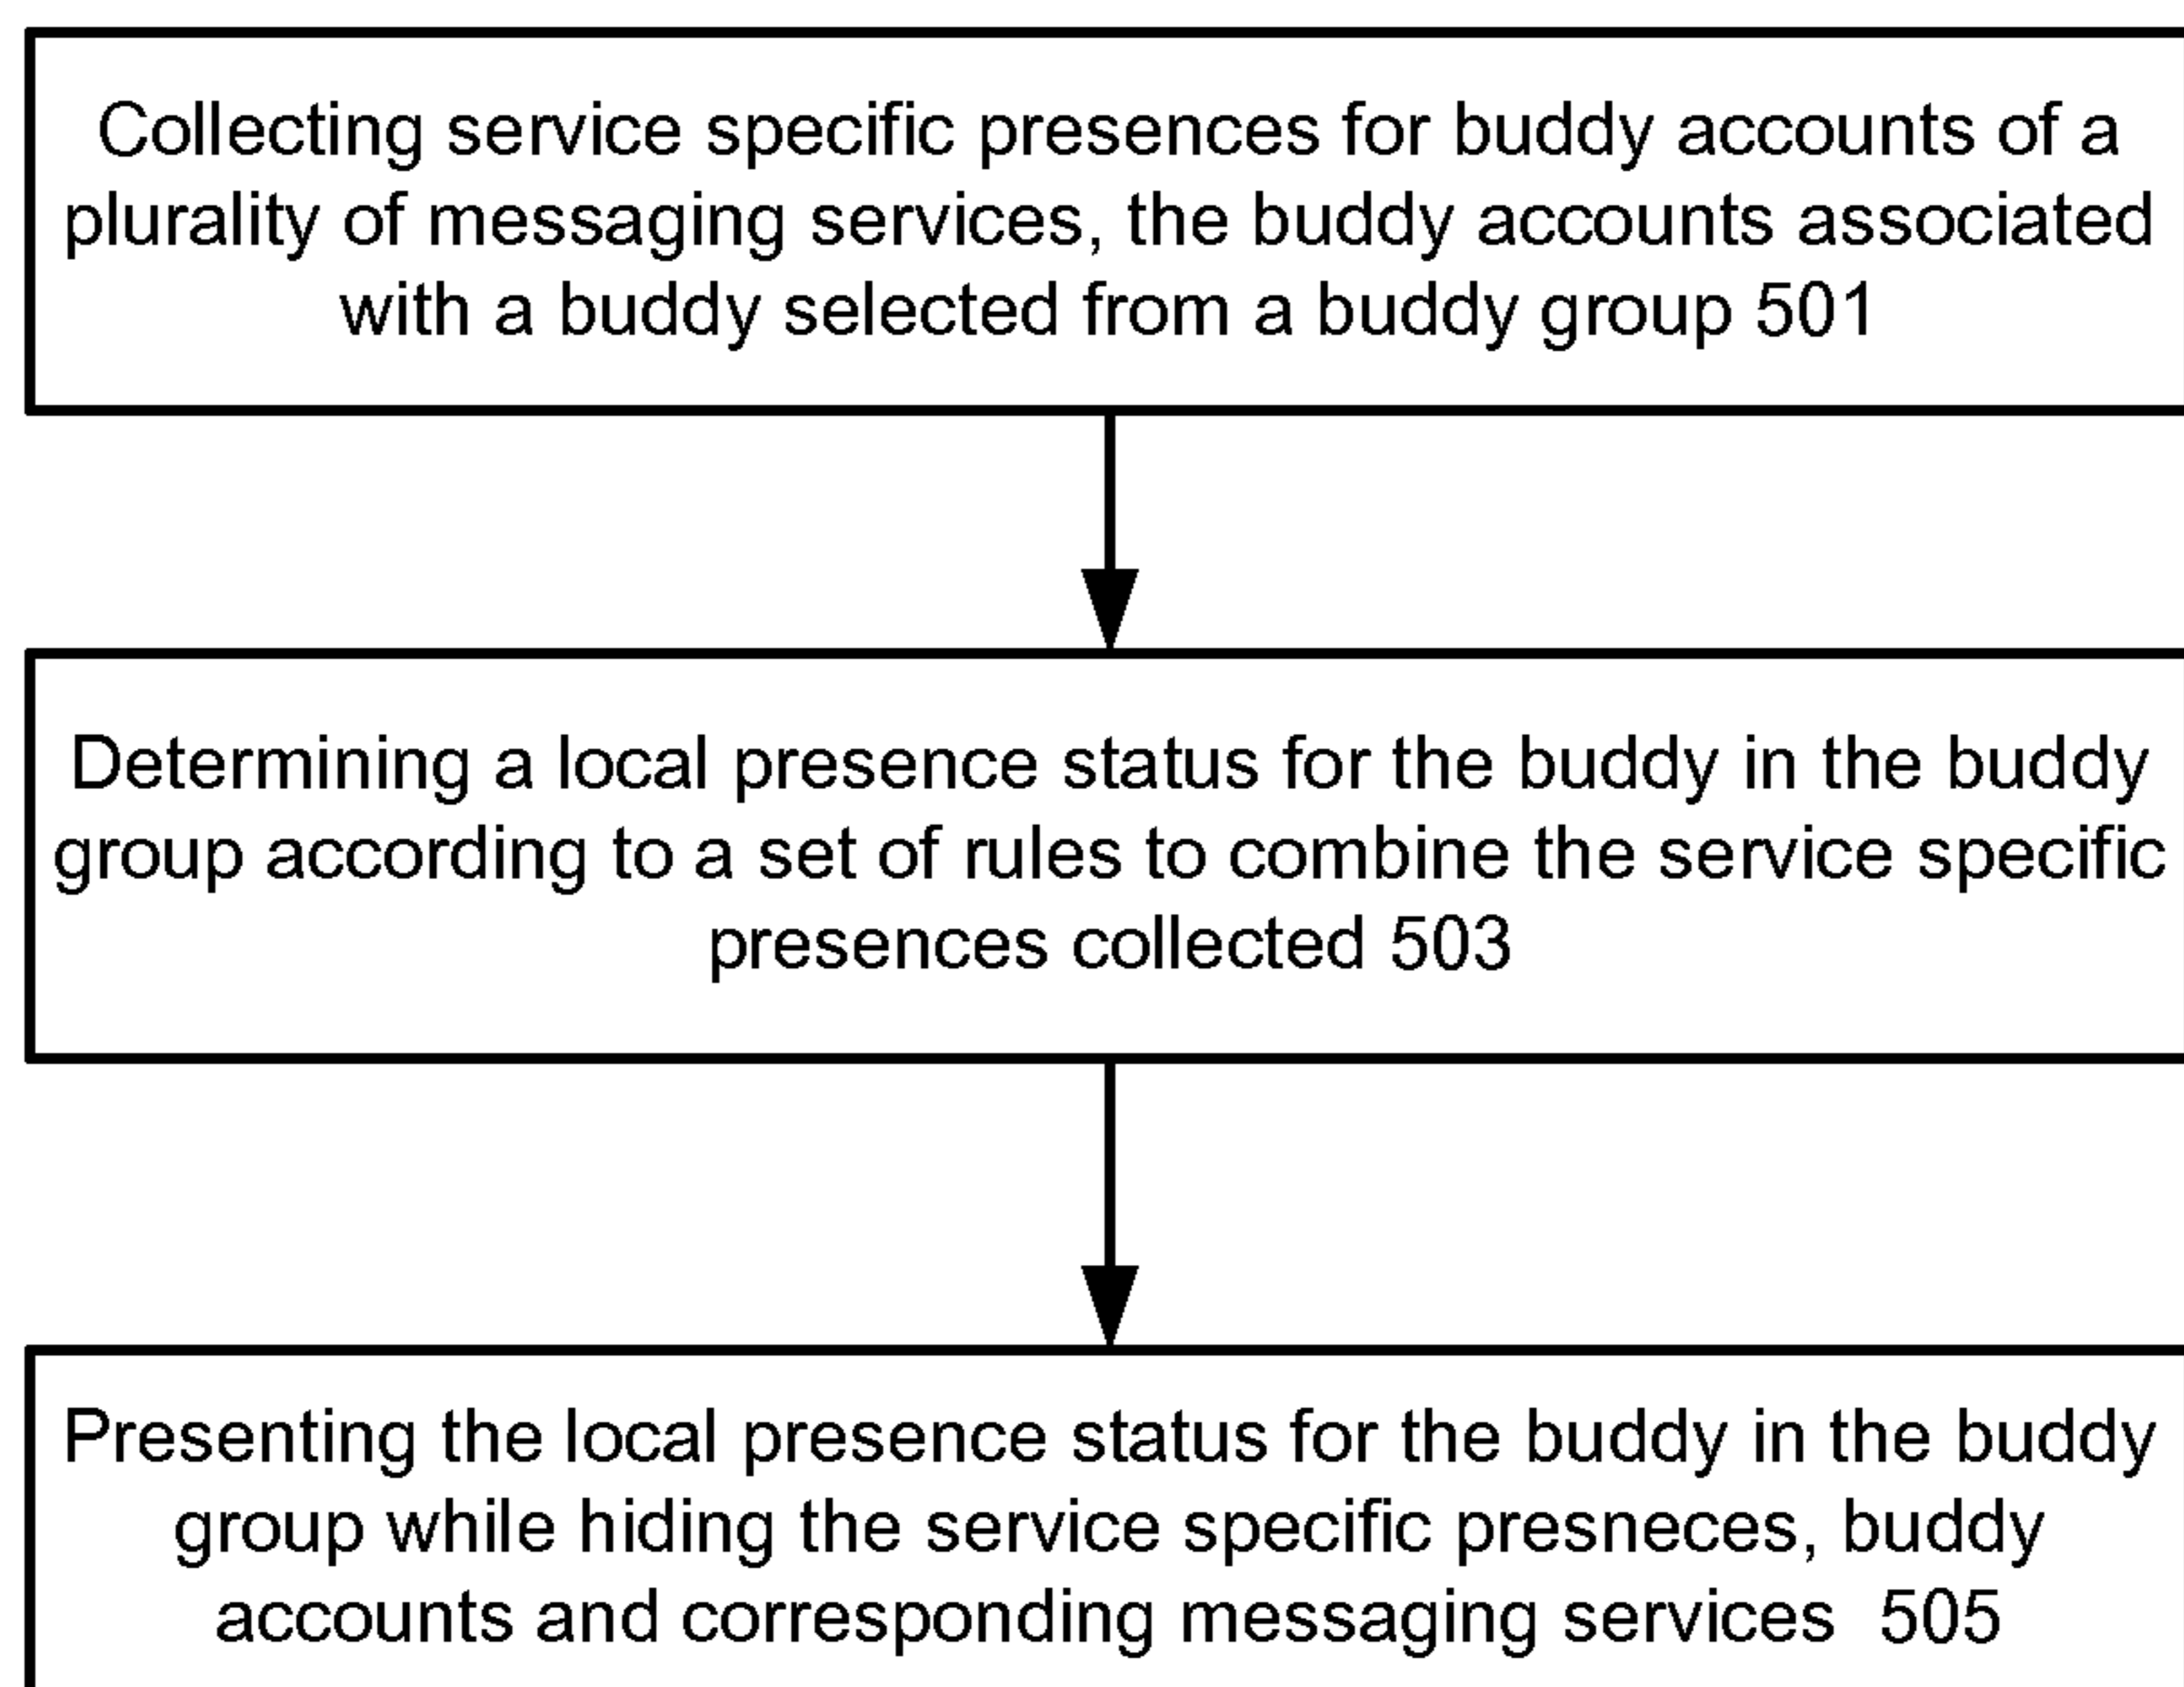 Collecting service specific presences for buddy accounts of a
plurality of messaging services, the buddy accounts associated
with a buddy selected from a buddy group 501
Determining a local presence status for the buddy in the buddy
group according to a set of rules to combine the service specific
presences collected 503
Presenting the local presence status for the buddy in the buddy
group while hiding the service specific presneces, buddy
accounts and corresponding messaging services 505